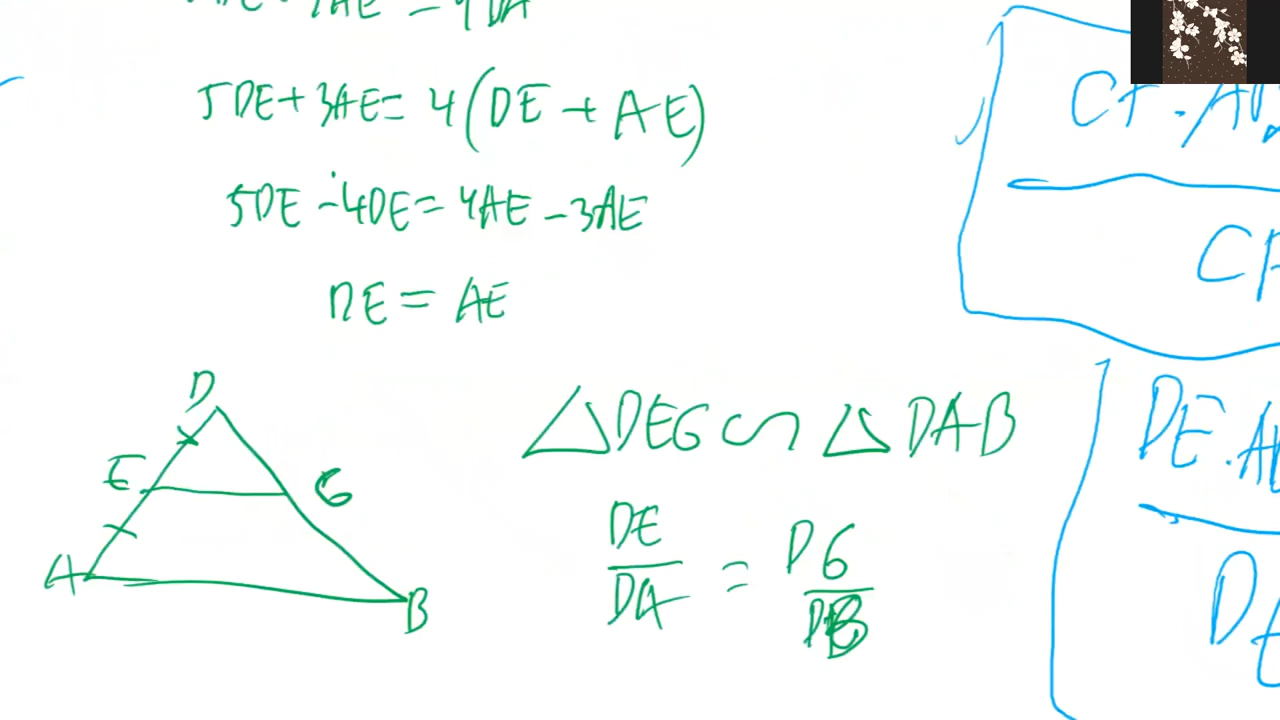 5DE + 3AE = 4(DE + AE)
5DE - 4DE = 4AE - 3AE
DE = AE
D
E
G
A
B
△DEG ∽ △DAB
DE/DA = DG/DB
CF.
CF
DE.
D